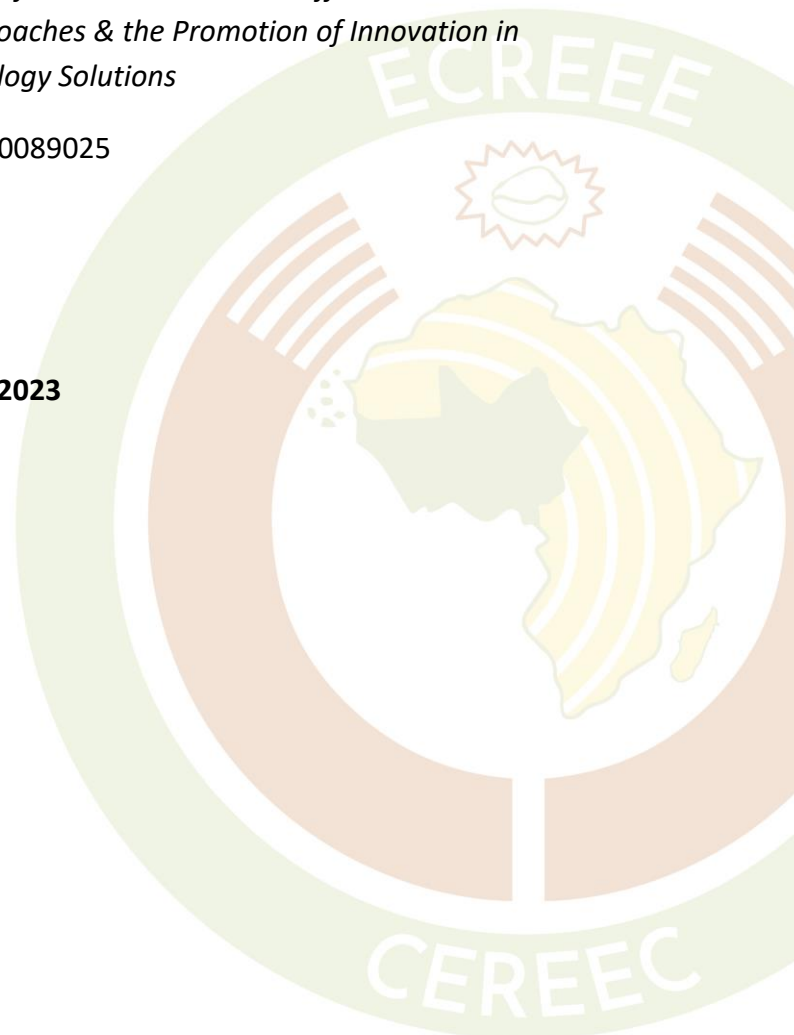 oaches & the Promotion of Innovation in
logy Solutions
0089025
2023
ECREEE
CEREEC